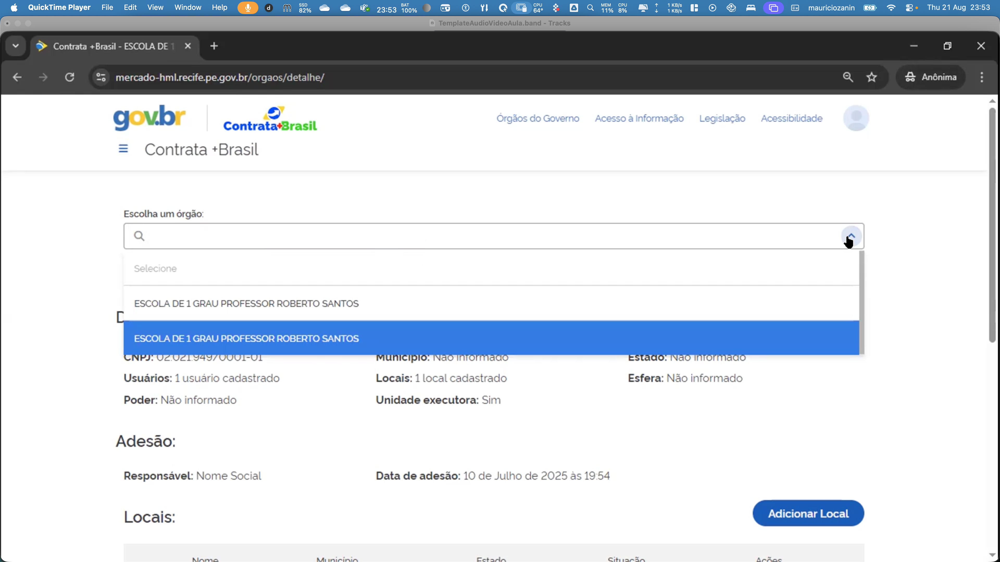 QuickTime Player File Edit View Window Help d SSD 82% 23:53 BAT 100% CPU 64° MEM 11% CPU 8% 1 KB/s 1 KB/s mauriciozanin Thu 21 Aug 23:53
TemplateAudioVideoAula.band - Tracks
Contrata +Brasil - ESCOLA DE 1
mercado-hml.recife.pe.gov.br/orgaos/detalhe/
Anônima
gov.br
Contrata+Brasil
Órgãos do Governo Acesso à Informação Legislação Acessibilidade
Contrata +Brasil
Escolha um órgão:
Selecione
ESCOLA DE 1 GRAU PROFESSOR ROBERTO SANTOS
D
ESCOLA DE 1 GRAU PROFESSOR ROBERTO SANTOS
CNPJ: 02.021.949/0001-01 Município: Não informado Estado: Não informado
Usuários: 1 usuário cadastrado Locais: 1 local cadastrado Esfera: Não informado
Poder: Não informado Unidade executora: Sim
Adesão:
Responsável: Nome Social Data de adesão: 10 de Julho de 2025 às 19:54
Locais:
Adicionar Local
Nome Município Estado Situação Ações